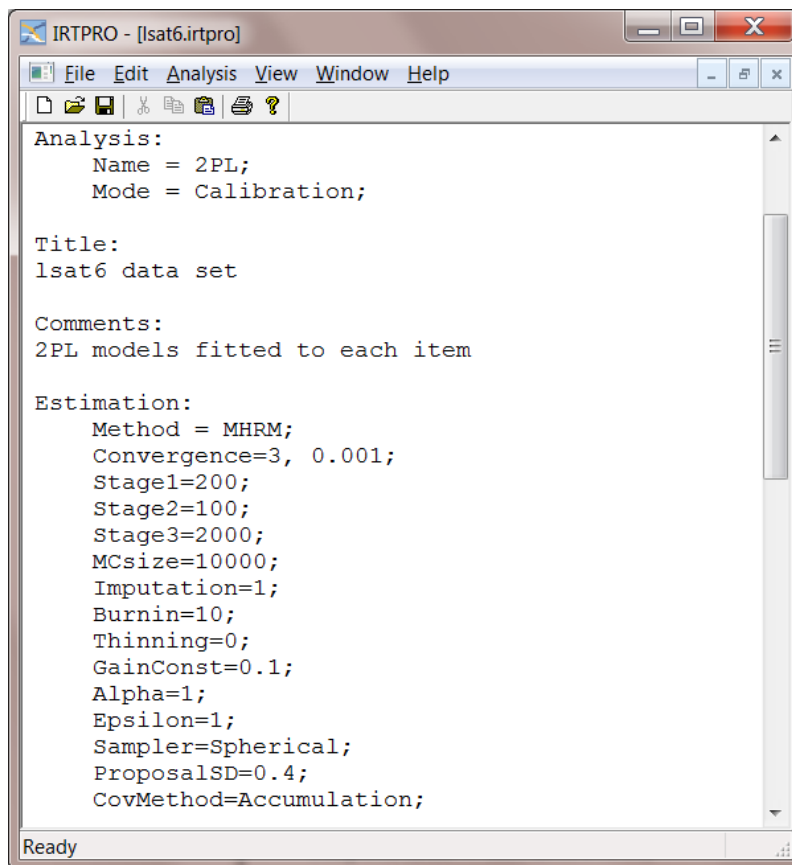 IRTPRO - [lsat6.irtpro]
File Edit Analysis View Window Help
Analysis:
Name = 2PL;
Mode = Calibration;
Title:
lsat6 data set
Comments:
2PL models fitted to each item
Estimation:
Method = MHRM;
Convergence=3, 0.001;
Stage1=200;
Stage2=100;
Stage3=2000;
MCsize=10000;
Imputation=1;
Burnin=10;
Thinning=0;
GainConst=0.1;
Alpha=1;
Epsilon=1;
Sampler=Spherical;
ProposalSD=0.4;
CovMethod=Accumulation;
Ready